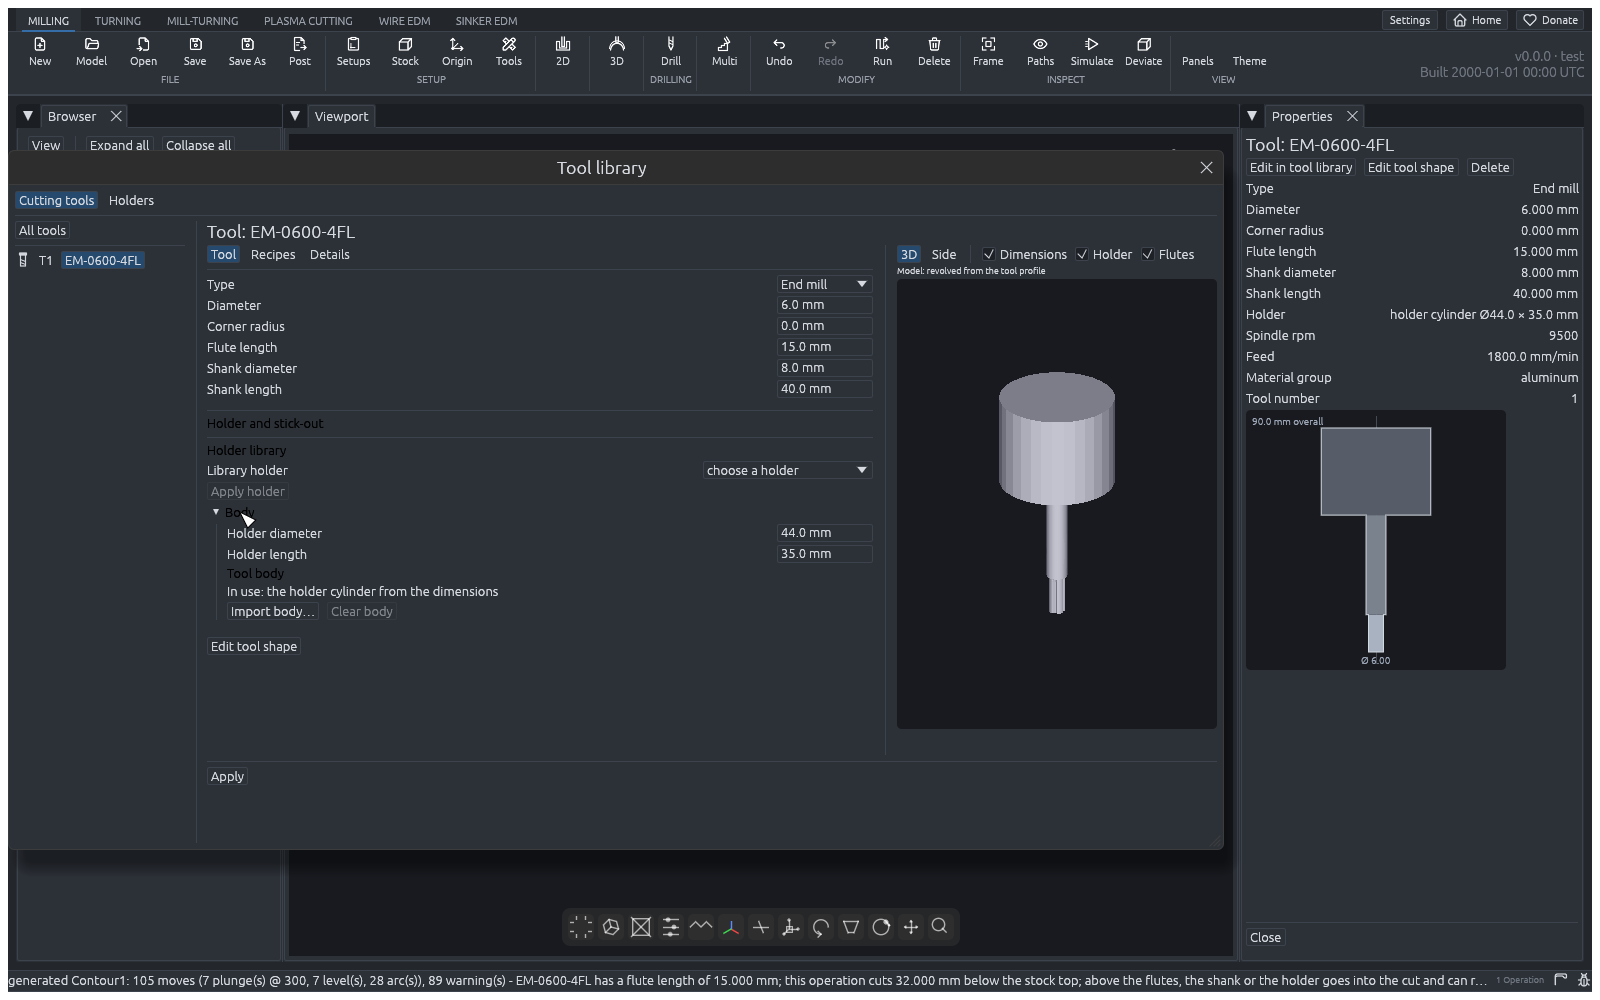 MILLING TURNING MILL-TURNING PLASMA CUTTING WIRE EDM SINKER EDM Settings Home Donate
New Model Open Save Save As Post Setups Stock Origin Tools 2D 3D Drill Multi Undo Redo Run Delete Frame Paths Simulate Deviate Panels Theme
FILE SETUP DRILLING MODIFY INSPECT VIEW
v0.0.0 · test
Built 2000-01-01 00:00 UTC
Browser Viewport Properties
View Expand all Collapse all
Tool library
Cutting tools Holders
All tools
T1 EM-0600-4FL
Tool: EM-0600-4FL
Tool Recipes Details
Type End mill
Diameter 6.0 mm
Corner radius 0.0 mm
Flute length 15.0 mm
Shank diameter 8.0 mm
Shank length 40.0 mm
Holder and stick-out
Holder library
Library holder choose a holder
Apply holder
Body
Holder diameter 44.0 mm
Holder length 35.0 mm
Tool body
In use: the holder cylinder from the dimensions
Import body... Clear body
Edit tool shape
Apply
3D Side Dimensions Holder Flutes
Model: revolved from the tool profile
Tool: EM-0600-4FL
Edit in tool library Edit tool shape Delete
Type End mill
Diameter 6.000 mm
Corner radius 0.000 mm
Flute length 15.000 mm
Shank diameter 8.000 mm
Shank length 40.000 mm
Holder holder cylinder Ø44.0 × 35.0 mm
Spindle rpm 9500
Feed 1800.0 mm/min
Material group aluminum
Tool number 1
90.0 mm overall
Ø 6.00
Close
generated Contour1: 105 moves (7 plunge(s) @ 300, 7 level(s), 28 arc(s)), 89 warning(s) - EM-0600-4FL has a flute length of 15.000 mm; this operation cuts 32.000 mm below the stock top; above the flutes, the shank or the holder goes into the cut and can r... 1 Operation